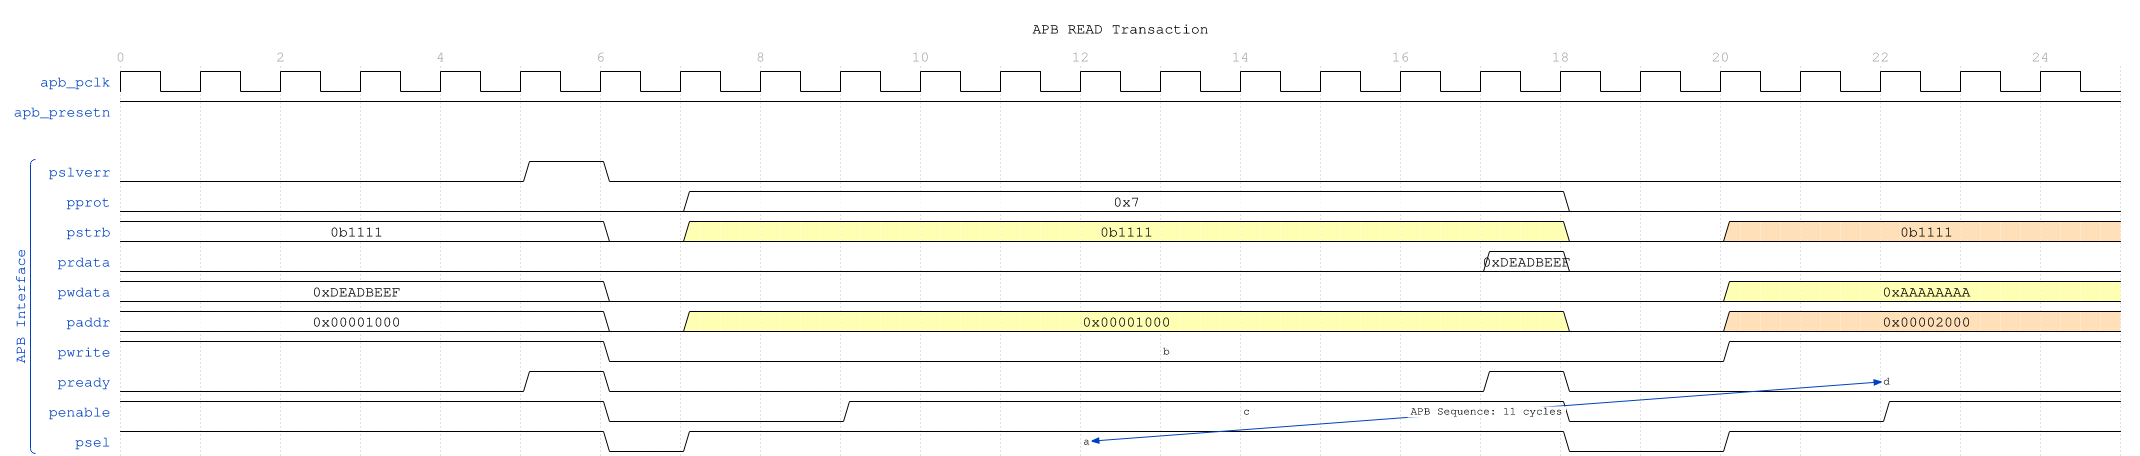 APB READ Transaction
0 2 4 6 8 10 12 14 16 18 20 22 24
apb_pclk
apb_presetn
APB Interface
pslverr
pprot 0x7
pstrb 0b1111 0b1111 0b1111
prdata 0xDEADBEEF
pwdata 0xDEADBEEF 0xAAAAAAAA
paddr 0x00001000 0x00001000 0x00002000
pwrite b
pready d
penable c APB Sequence: 11 cycles
psel a